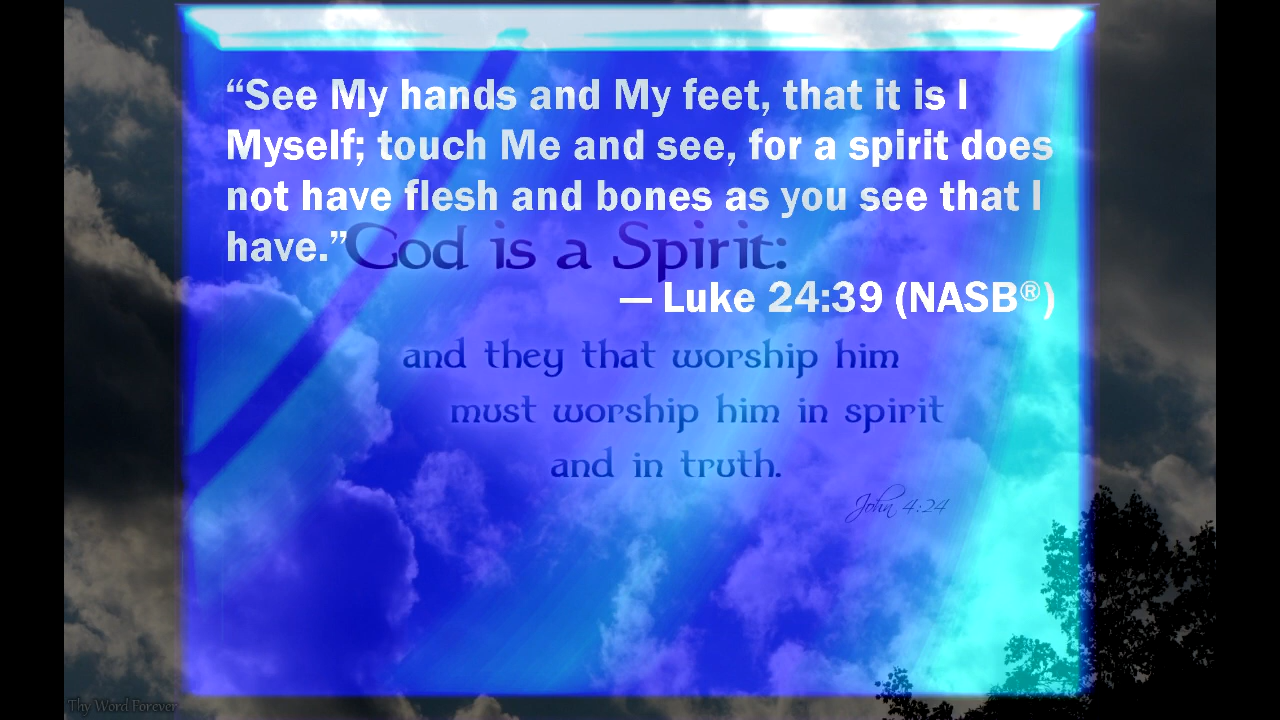 “See My hands and My feet, that it is I
Myself; touch Me and see, for a spirit does
not have flesh and bones as you see that I
have.”
God is a Spirit:
— Luke 24:39 (NASB®)
and they that worship him
must worship him in spirit
and in truth.
John 4:24
Thy Word Forever